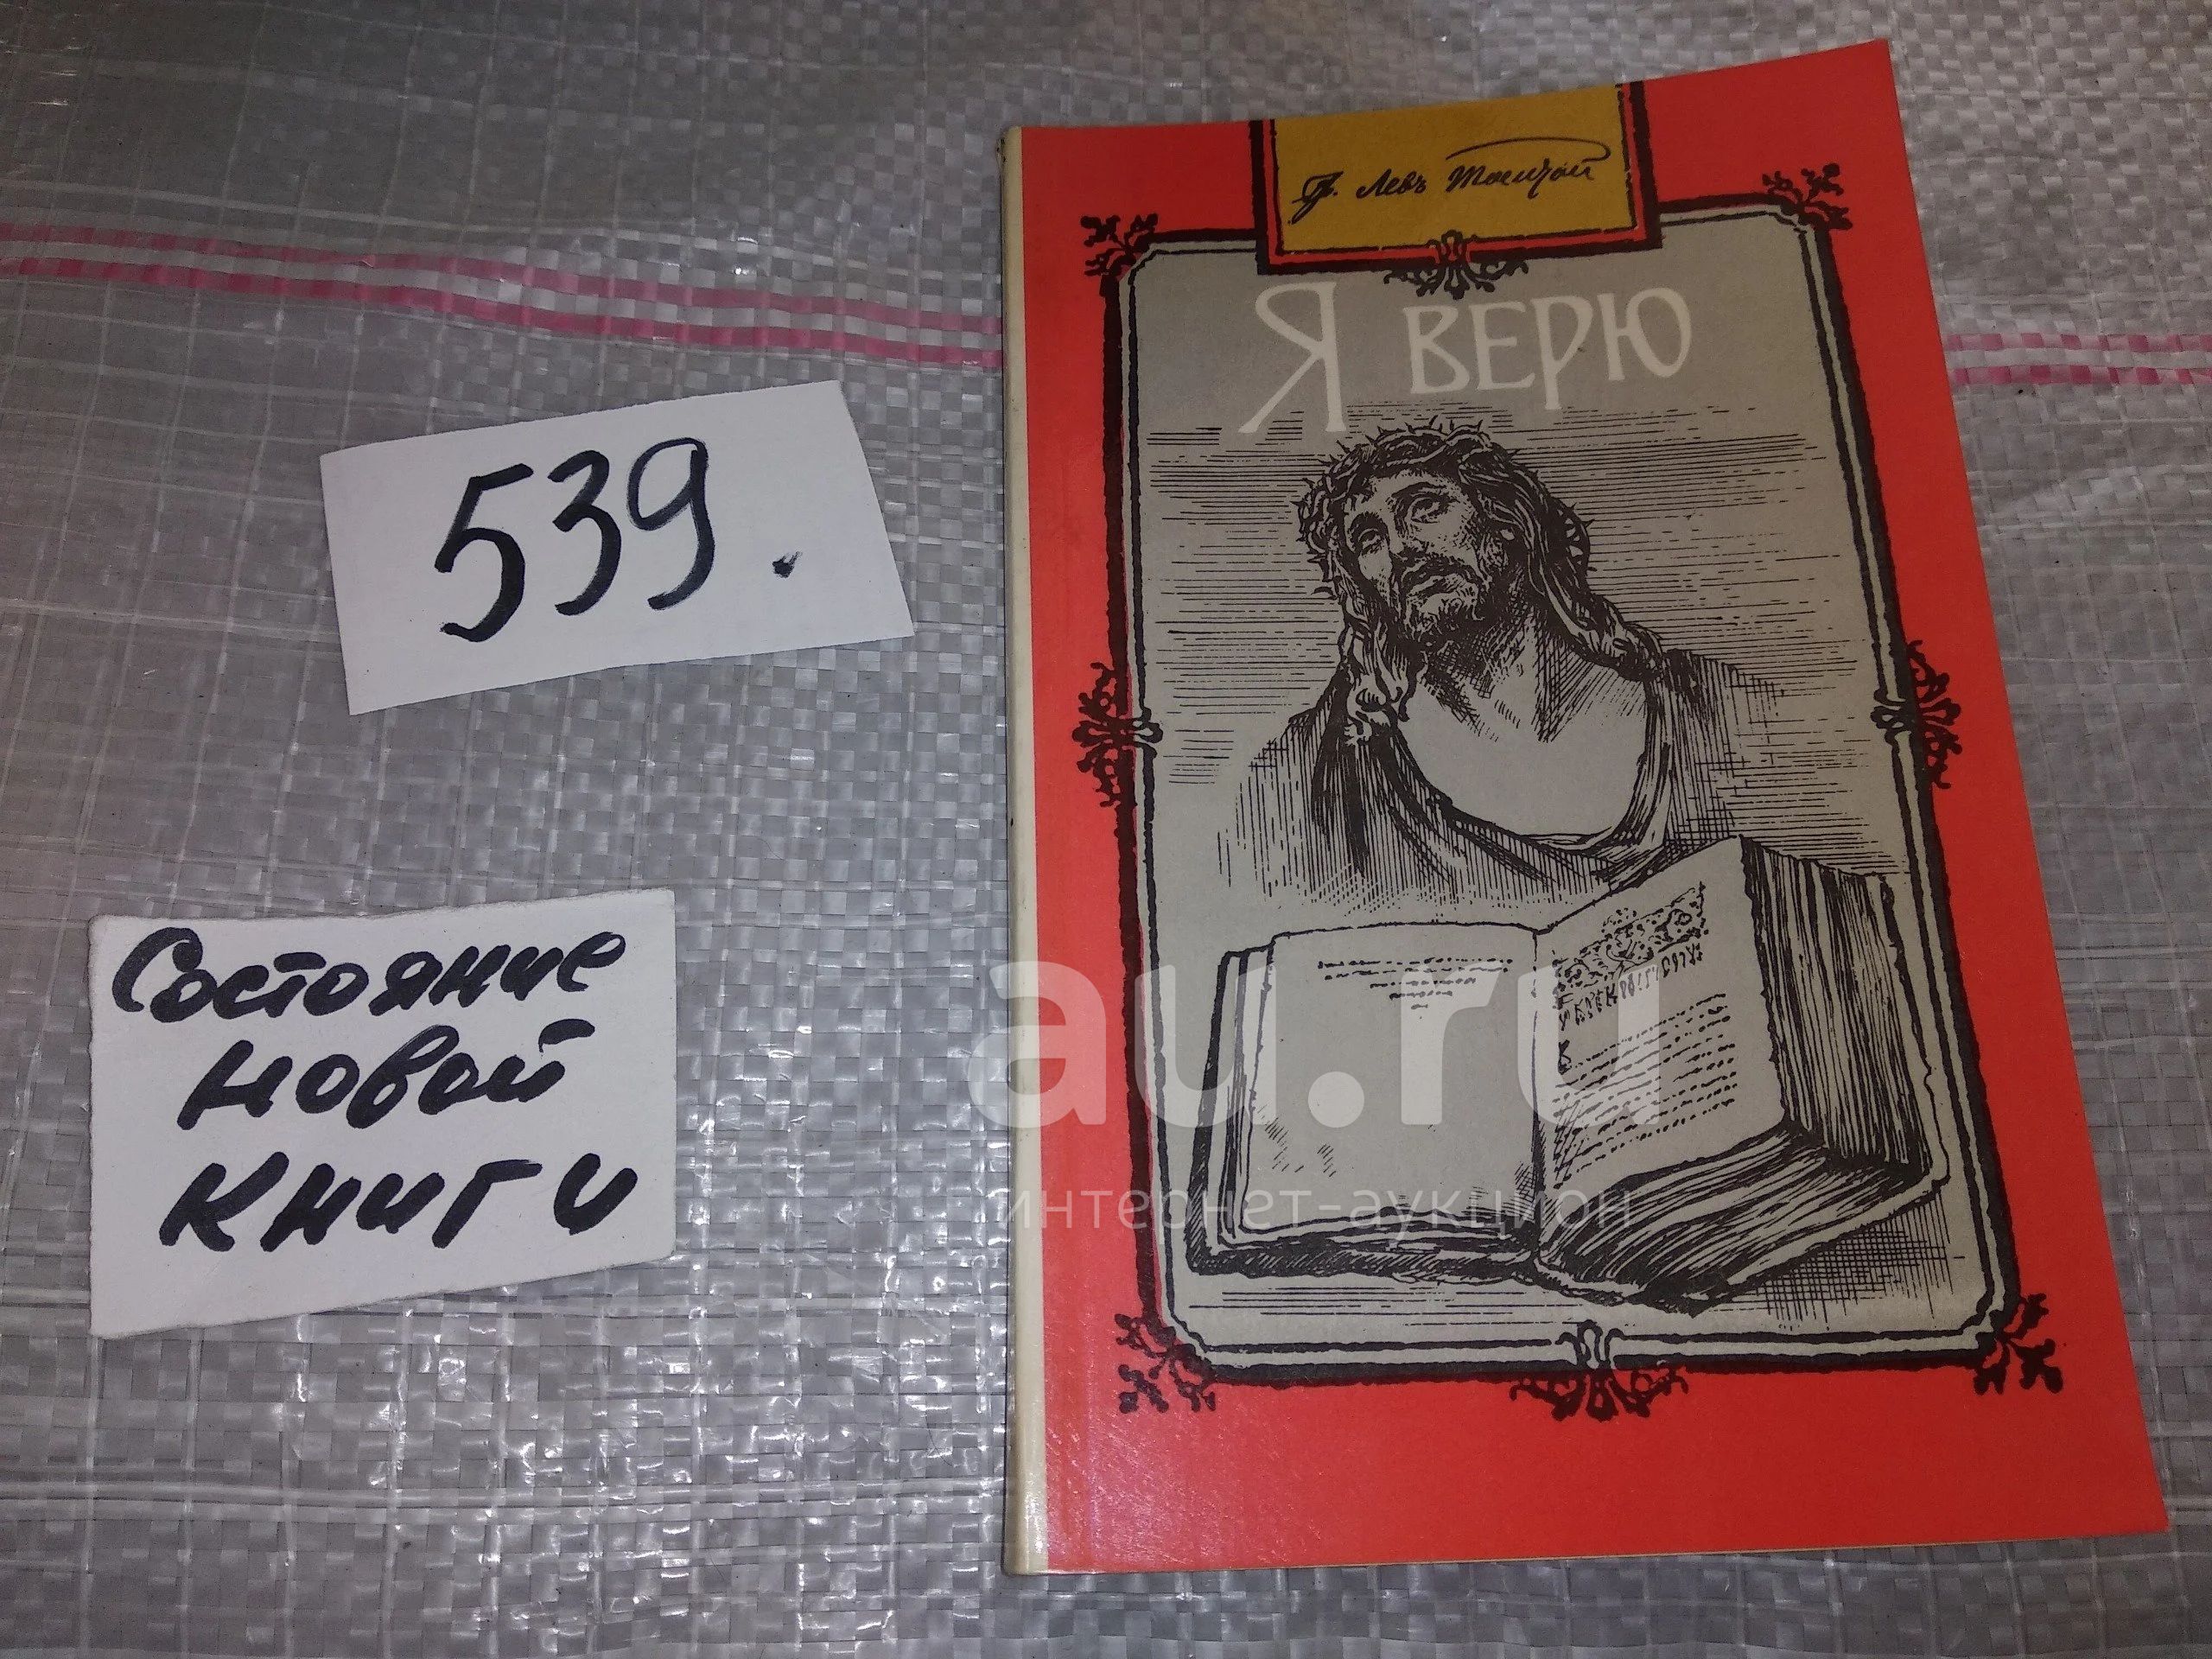 Гр. Левъ Толстой
Я ВЕРЮ
539.
Состояние
новой
книги
au.ru
интернет-аукцион